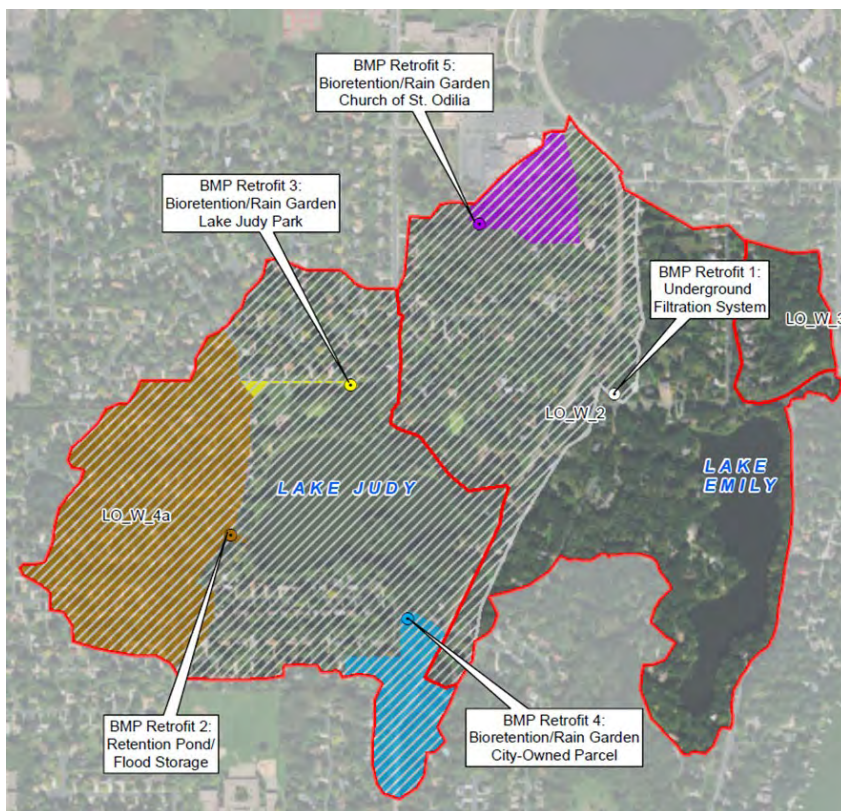 BMP Retrofit 5:
Bioretention/Rain Garden
Church of St. Odilia
BMP Retrofit 3:
Bioretention/Rain Garden
Lake Judy Park
BMP Retrofit 1:
Underground
Filtration System
LO_W_3
LO_W_2
LAKE
EMILY
LAKE JUDY
LO_W_4a
BMP Retrofit 2:
Retention Pond/
Flood Storage
BMP Retrofit 4:
Bioretention/Rain Garden
City-Owned Parcel